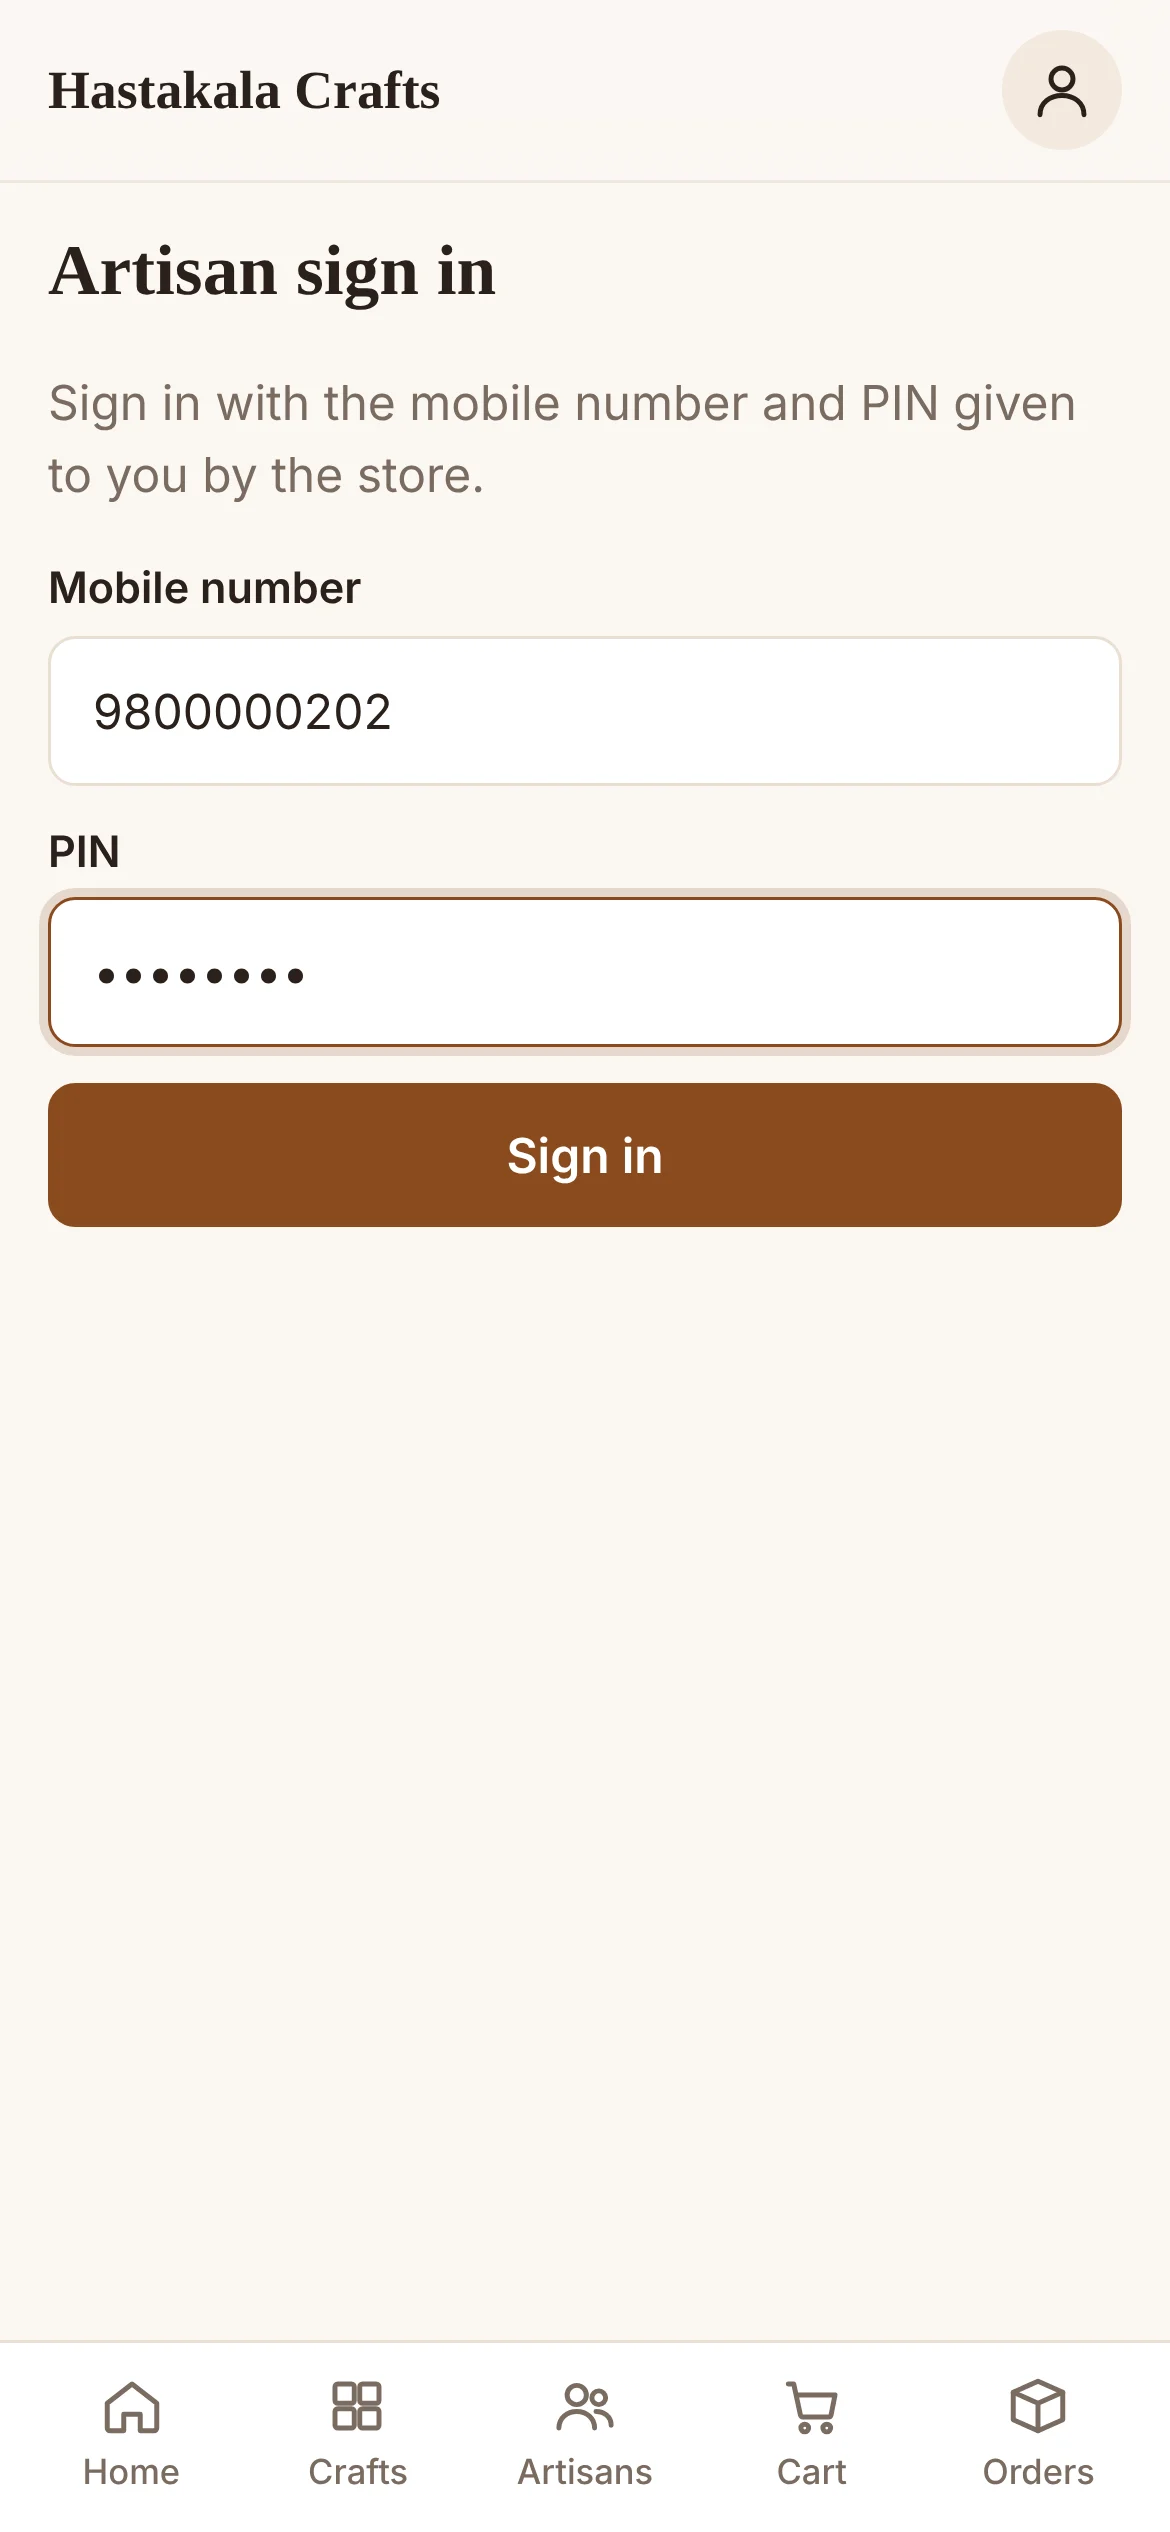 Hastakala Crafts
Artisan sign in
Sign in with the mobile number and PIN given
to you by the store.
Mobile number
9800000202
PIN
••••••••
Sign in
Home
Crafts
Artisans
Cart
Orders